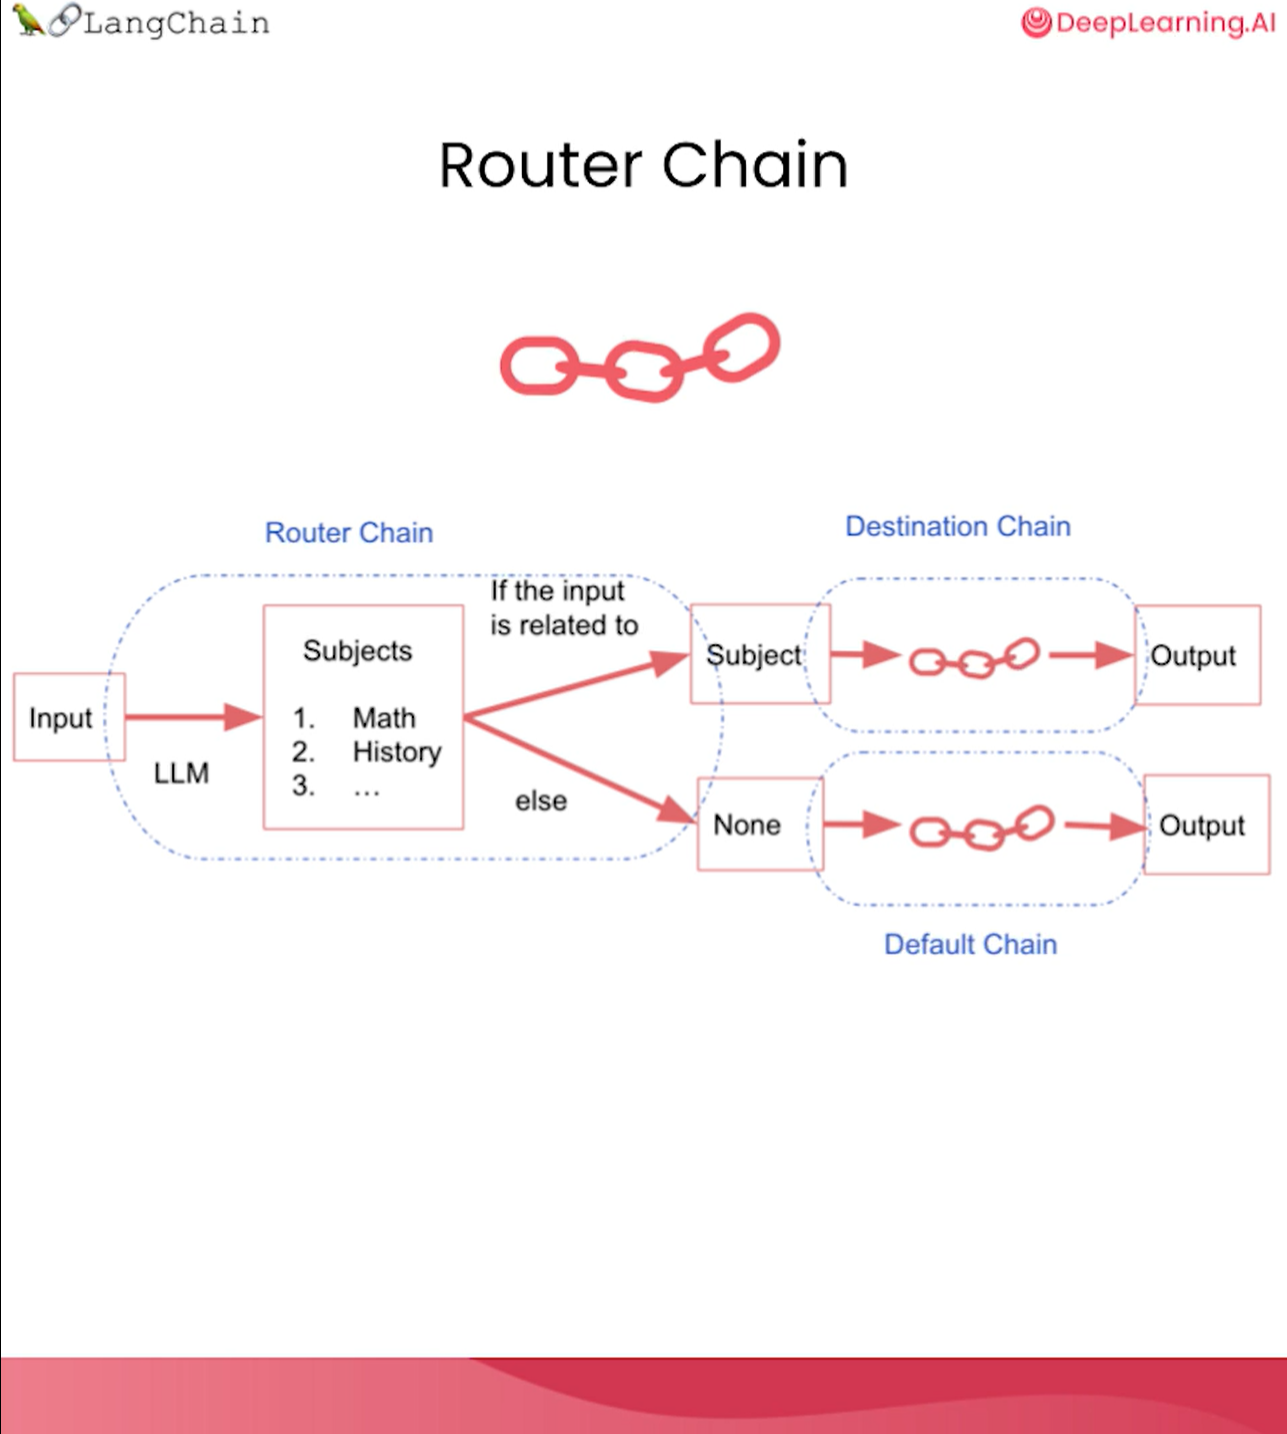 LangChain
DeepLearning.AI
Router Chain
Router Chain
Destination Chain
If the input
is related to
Subjects
1. Math
2. History
3. ...
Input
LLM
else
Subject
Output
None
Output
Default Chain